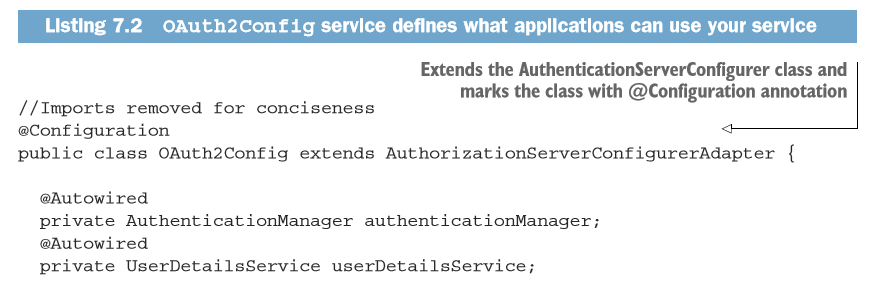 Listing 7.2 OAuth2Config service defines what applications can use your service
Extends the AuthenticationServerConfigurer class and
marks the class with @Configuration annotation
//Imports removed for conciseness
@Configuration
public class OAuth2Config extends AuthorizationServerConfigurerAdapter {
@Autowired
private AuthenticationManager authenticationManager;
@Autowired
private UserDetailsService userDetailsService;